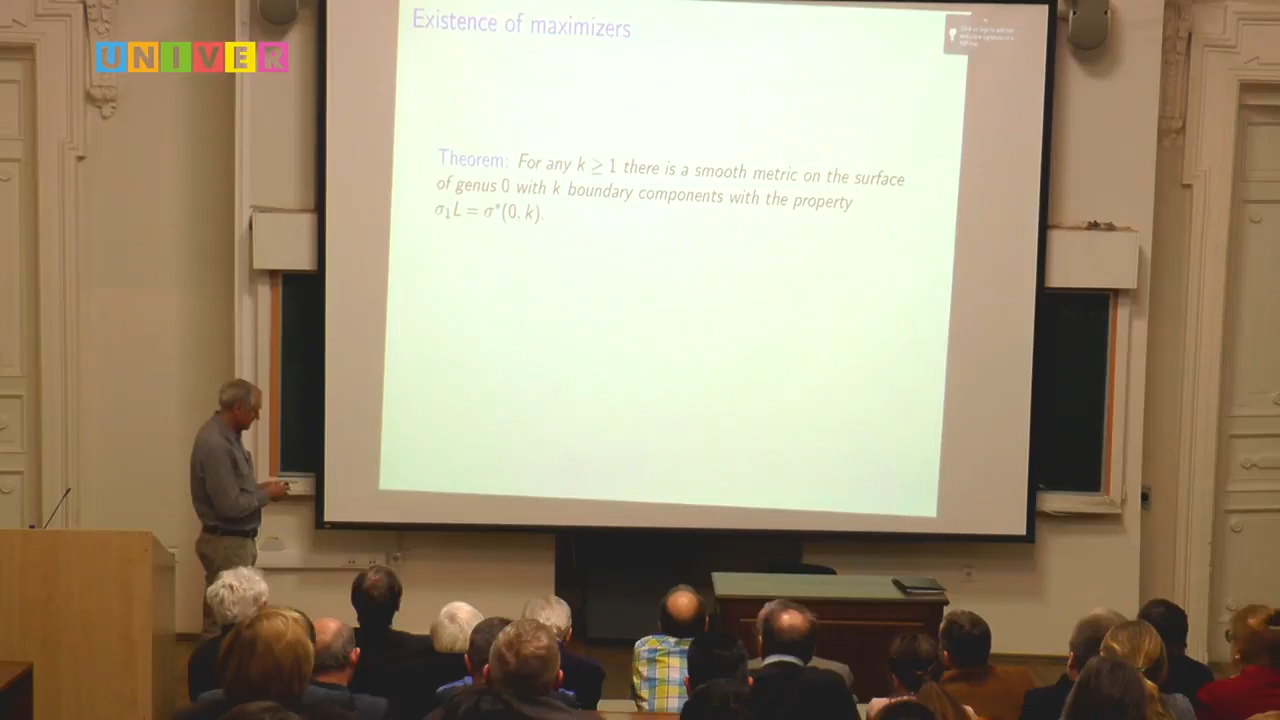 UNIVER
Existence of maximizers
Theorem: For any k ≥ 1 there is a smooth metric on the surface
of genus 0 with k boundary components with the property
σ₁L = σ*(0, k).